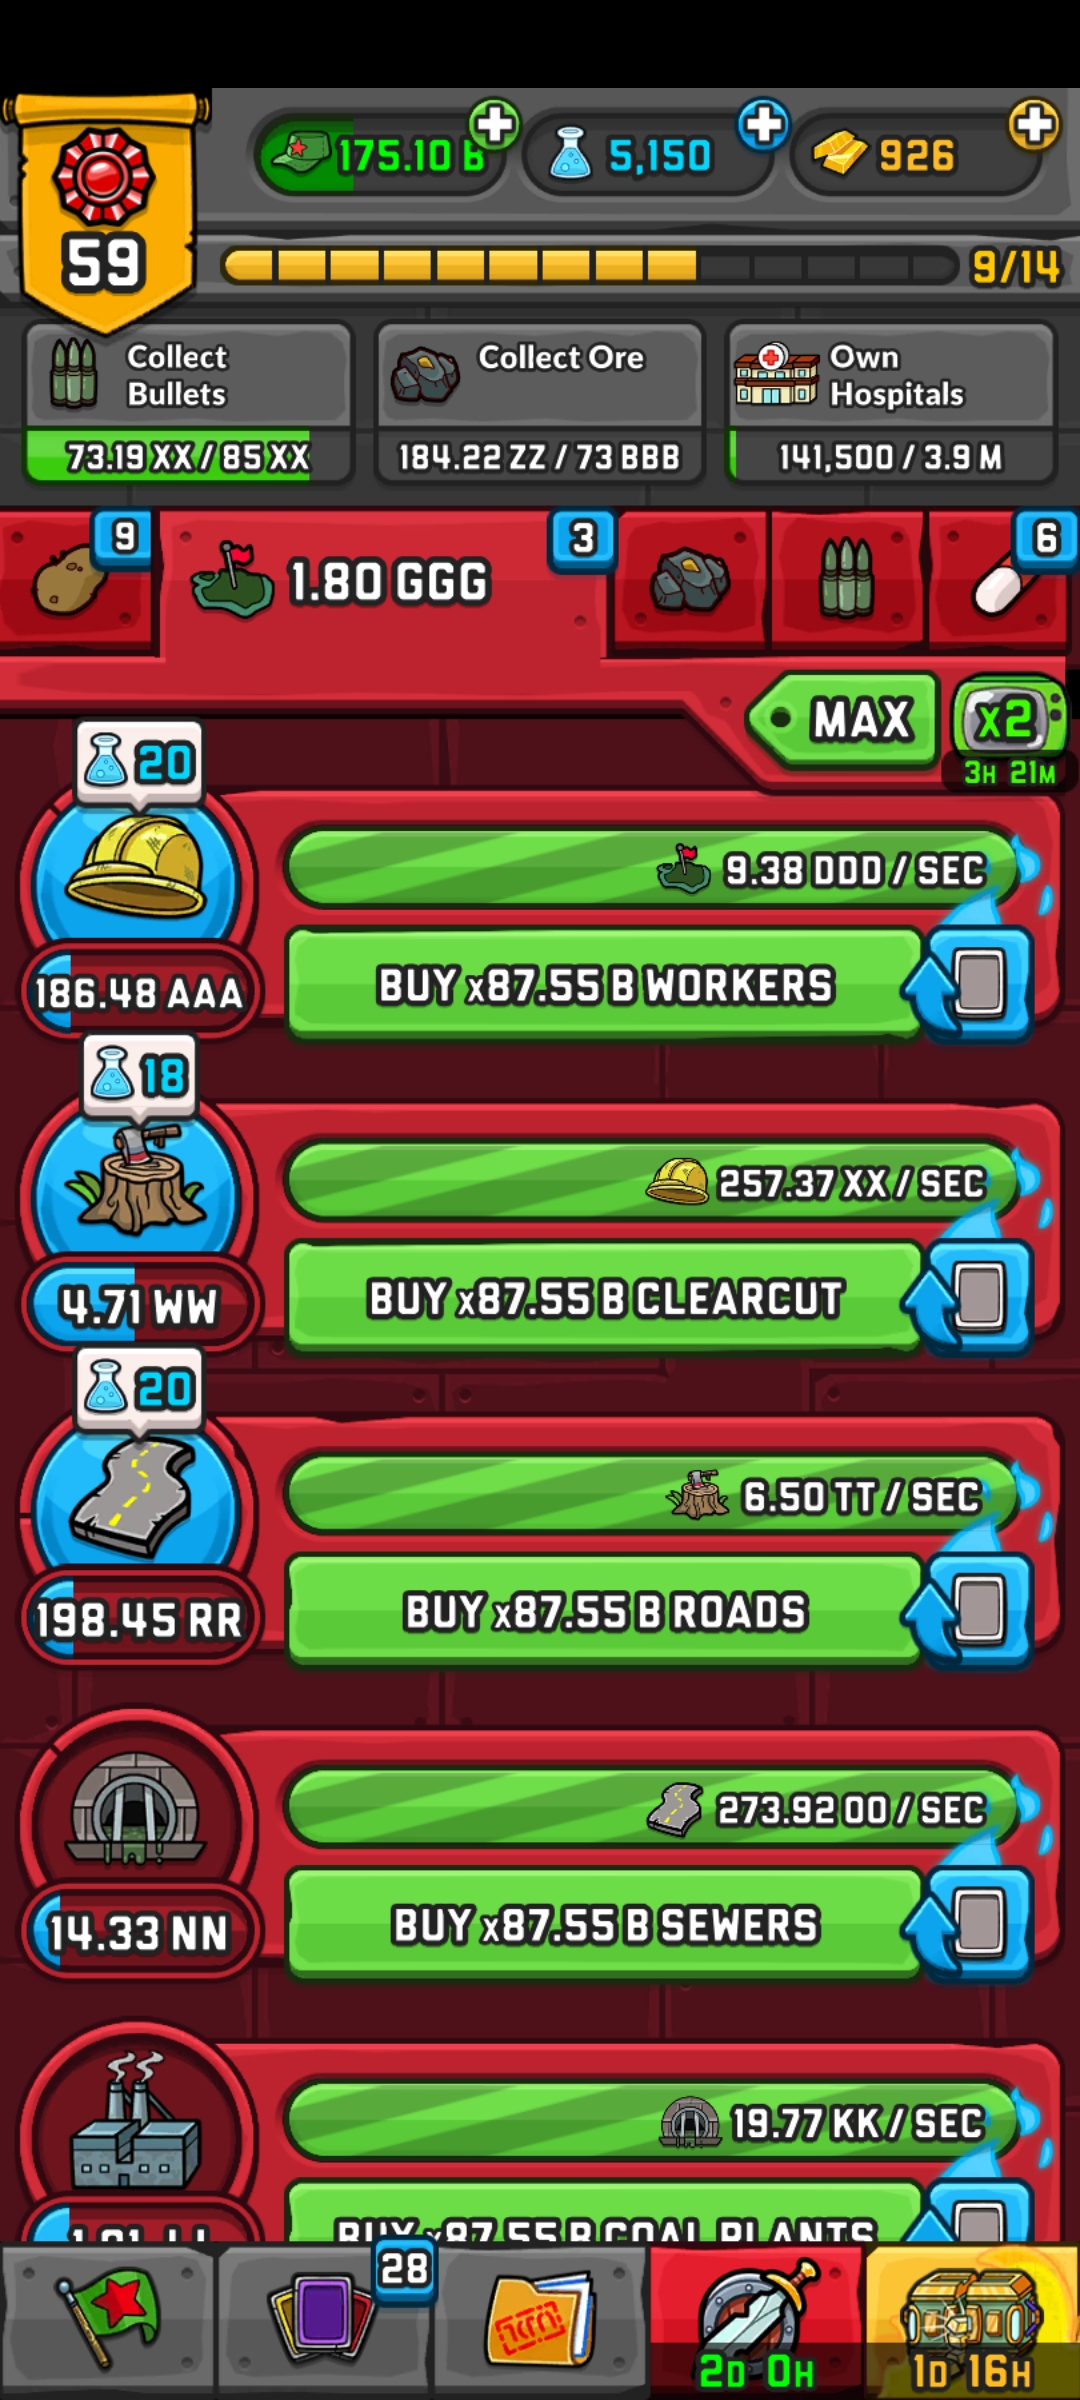 175.10 B
5,150
926
59
9/14
Collect
Bullets
73.19 XX / 85 XX
Collect Ore
184.22 ZZ / 73 BBB
Own
Hospitals
141,500 / 3.9 M
9
1.80 GGG
3
6
MAX
x2
3H 21M
20
9.38 DDD / SEC
186.48 AAA
BUY x87.55 B WORKERS
18
257.37 XX / SEC
4.71 WW
BUY x87.55 B CLEARCUT
20
6.50 TT / SEC
198.45 RR
BUY x87.55 B ROADS
273.92 OO / SEC
14.33 NN
BUY x87.55 B SEWERS
19.77 KK / SEC
BUY x87.55 B COAL PLANTS
28
2D 0H
1D 16H